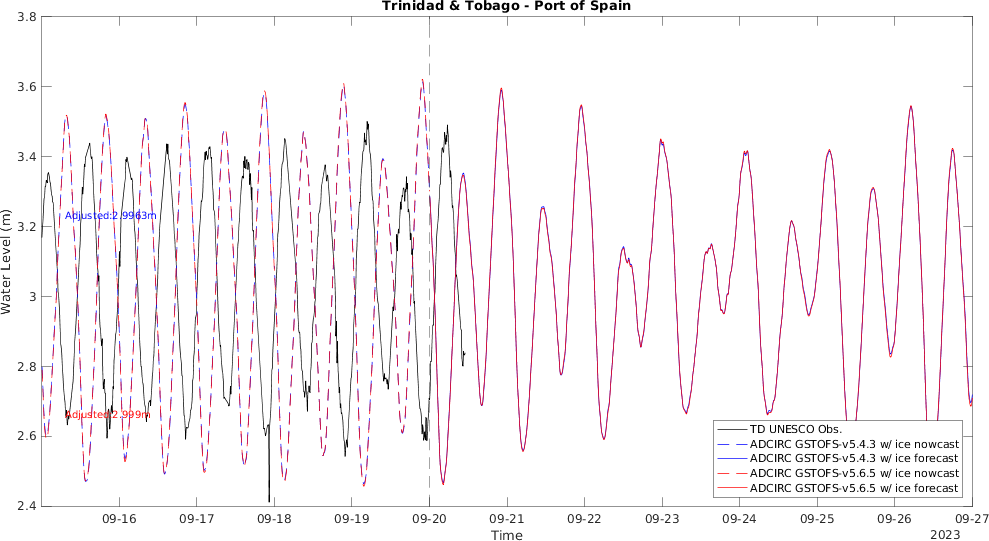 Trinidad & Tobago - Port of Spain
3.8
3.6
3.4
3.2
3
2.8
2.6
2.4
Water Level (m)
Adjusted:2.9963m
Adjusted:2.999m
TD UNESCO Obs.
ADCIRC GSTOFS-v5.4.3 w/ ice nowcast
ADCIRC GSTOFS-v5.4.3 w/ ice forecast
ADCIRC GSTOFS-v5.6.5 w/ ice nowcast
ADCIRC GSTOFS-v5.6.5 w/ ice forecast
09-16 09-17 09-18 09-19 09-20 09-21 09-22 09-23 09-24 09-25 09-26 09-27
Time
2023